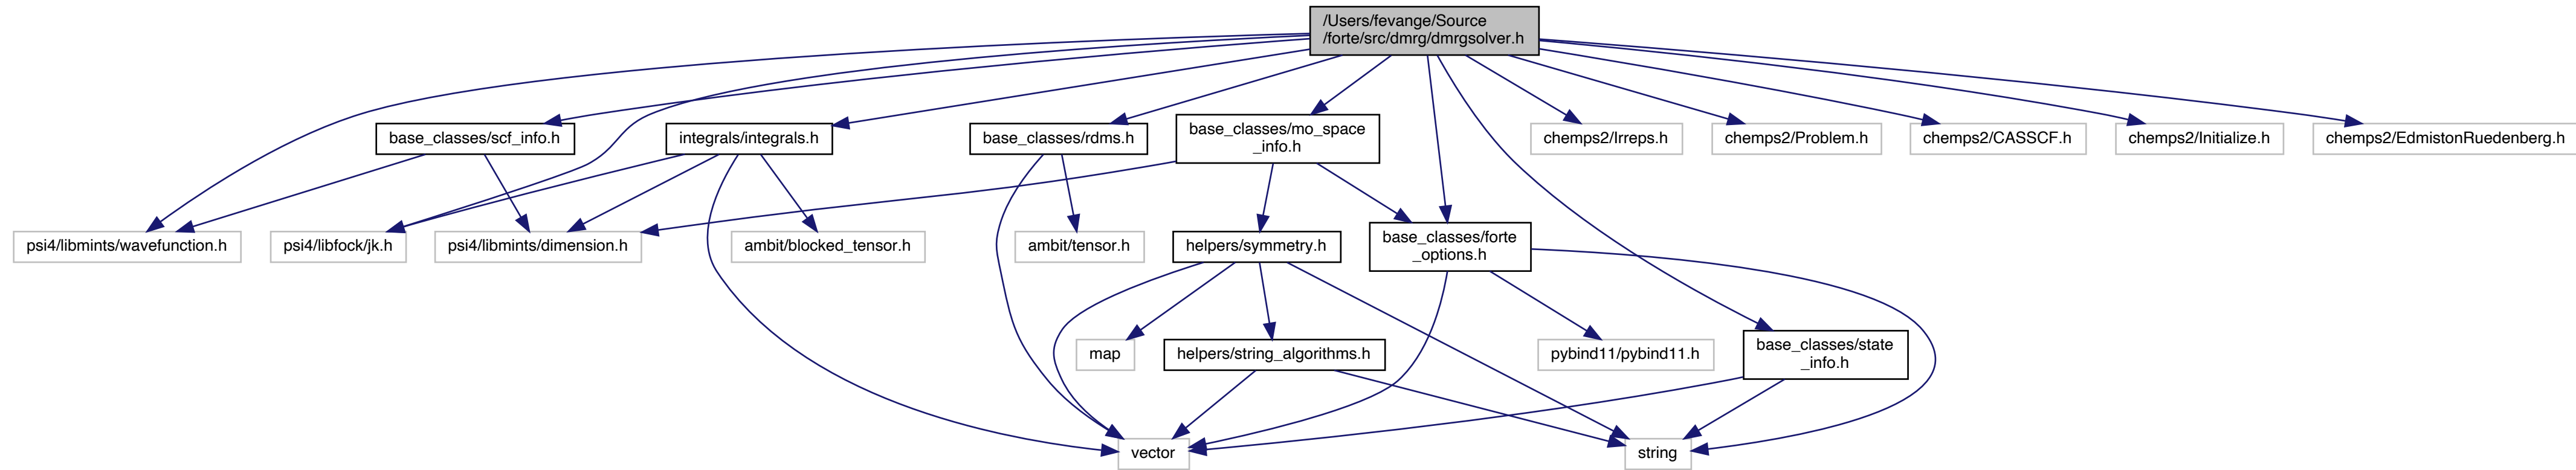 /Users/fevange/Source
/forte/src/dmrg/dmrgsolver.h
base_classes/scf_info.h
integrals/integrals.h
base_classes/rdms.h
base_classes/mo_space
_info.h
chemps2/Irreps.h
chemps2/Problem.h
chemps2/CASSCF.h
chemps2/Initialize.h
chemps2/EdmistonRuedenberg.h
psi4/libmints/wavefunction.h
psi4/libfock/jk.h
psi4/libmints/dimension.h
ambit/blocked_tensor.h
ambit/tensor.h
helpers/symmetry.h
base_classes/forte
_options.h
map
helpers/string_algorithms.h
pybind11/pybind11.h
base_classes/state
_info.h
vector
string